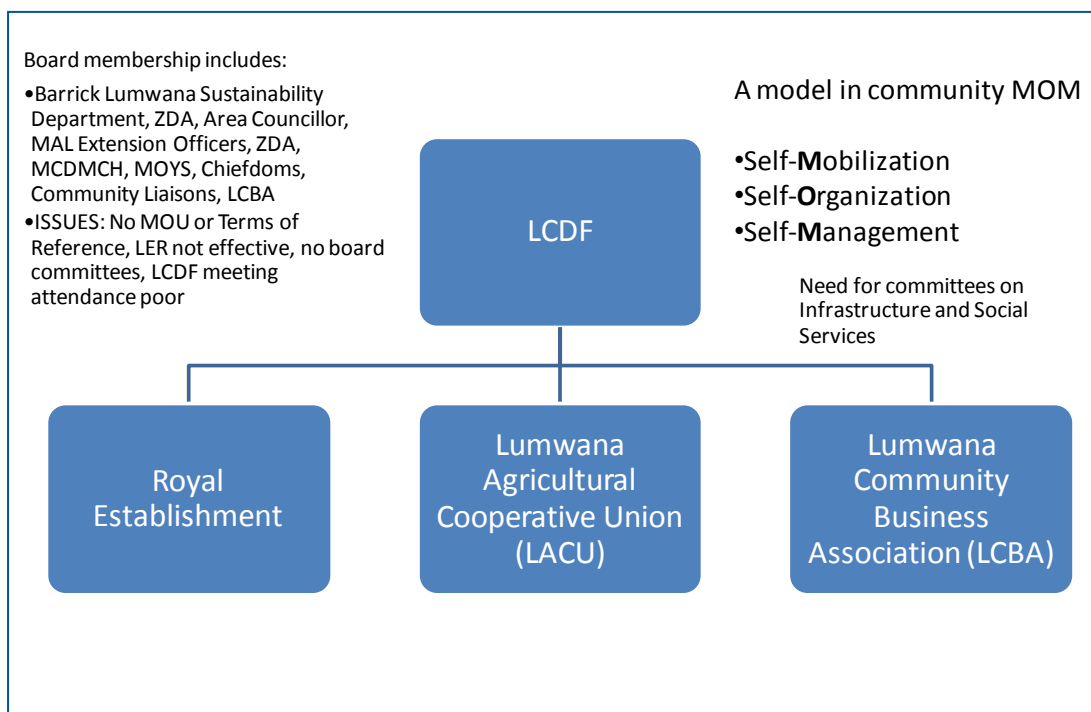 Board membership includes:
•Barrick Lumwana Sustainability
Department, ZDA, Area Councillor,
MAL Extension Officers, ZDA,
MCDMCH, MOYS, Chiefdoms,
Community Liaisons, LCBA
•ISSUES: No MOU or Terms of
Reference, LER not effective, no board
committees, LCDF meeting
attendance poor
A model in community MOM
•Self-Mobilization
•Self-Organization
•Self-Management
Need for committees on
Infrastructure and Social
Services
LCDF
Royal
Establishment
Lumwana
Agricultural
Cooperative Union
(LACU)
Lumwana
Community
Business
Association (LCBA)